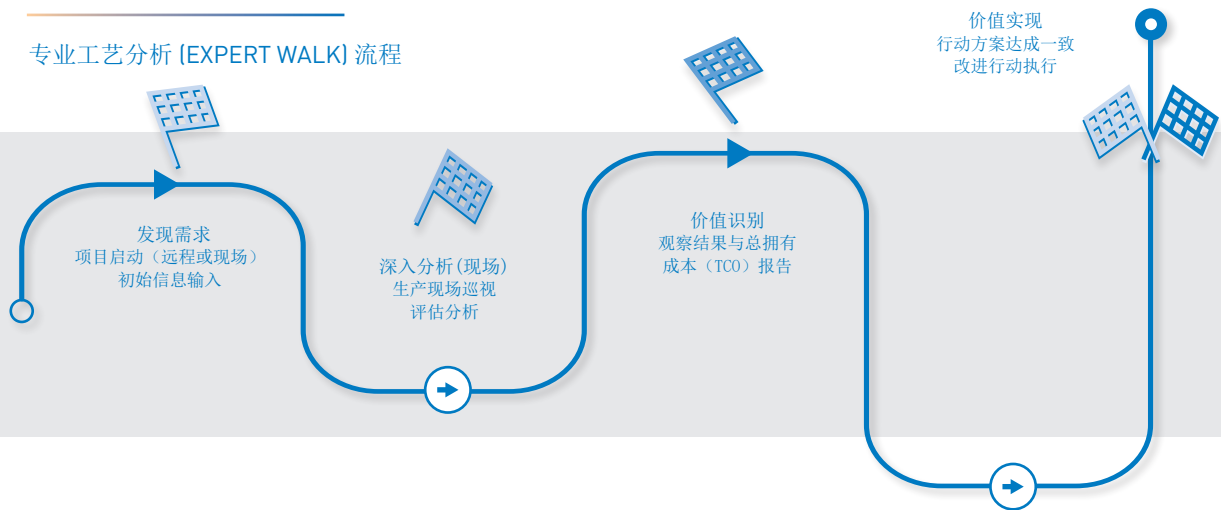 专业工艺分析 (EXPERT WALK) 流程
发现需求
项目启动（远程或现场）
初始信息输入
深入分析(现场)
生产现场巡视
评估分析
价值识别
观察结果与总拥有
成本（TCO）报告
价值实现
行动方案达成一致
改进行动执行